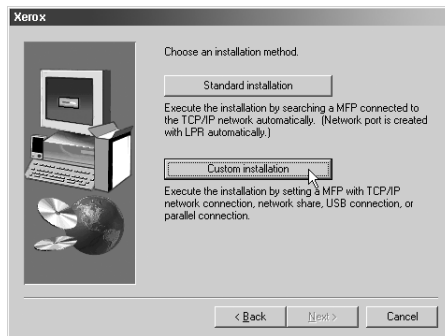 Xerox
Choose an installation method.
Standard installation
Execute the installation by searching a MFP connected to
the TCP/IP network automatically. (Network port is created
with LPR automatically.)
Custom installation
Execute the installation by setting a MFP with TCP/IP
network connection, network share, USB connection, or
parallel connection.
< Back Next > Cancel